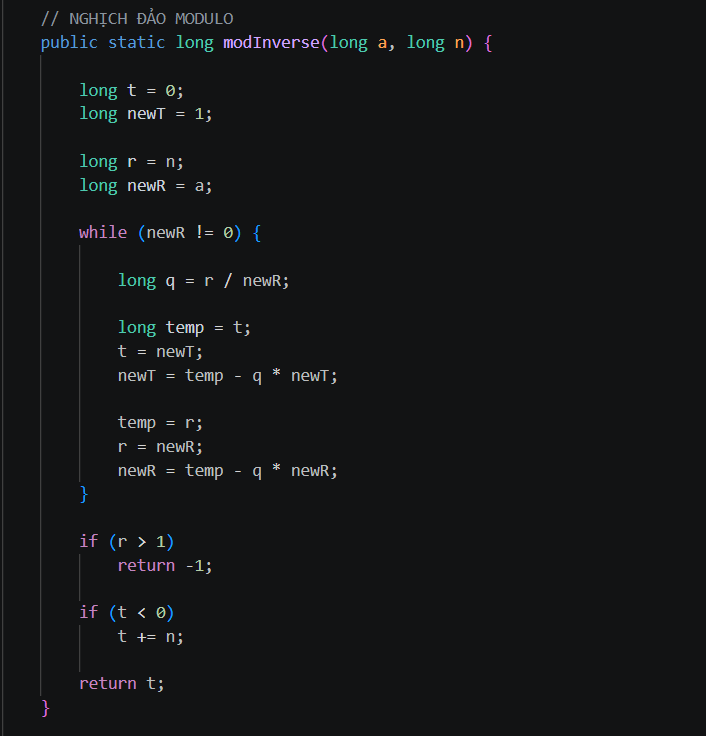 // NGHỊCH ĐẢO MODULO
public static long modInverse(long a, long n) {
long t = 0;
long newT = 1;
long r = n;
long newR = a;
while (newR != 0) {
long q = r / newR;
long temp = t;
t = newT;
newT = temp - q * newT;
temp = r;
r = newR;
newR = temp - q * newR;
}
if (r > 1)
return -1;
if (t < 0)
t += n;
return t;
}